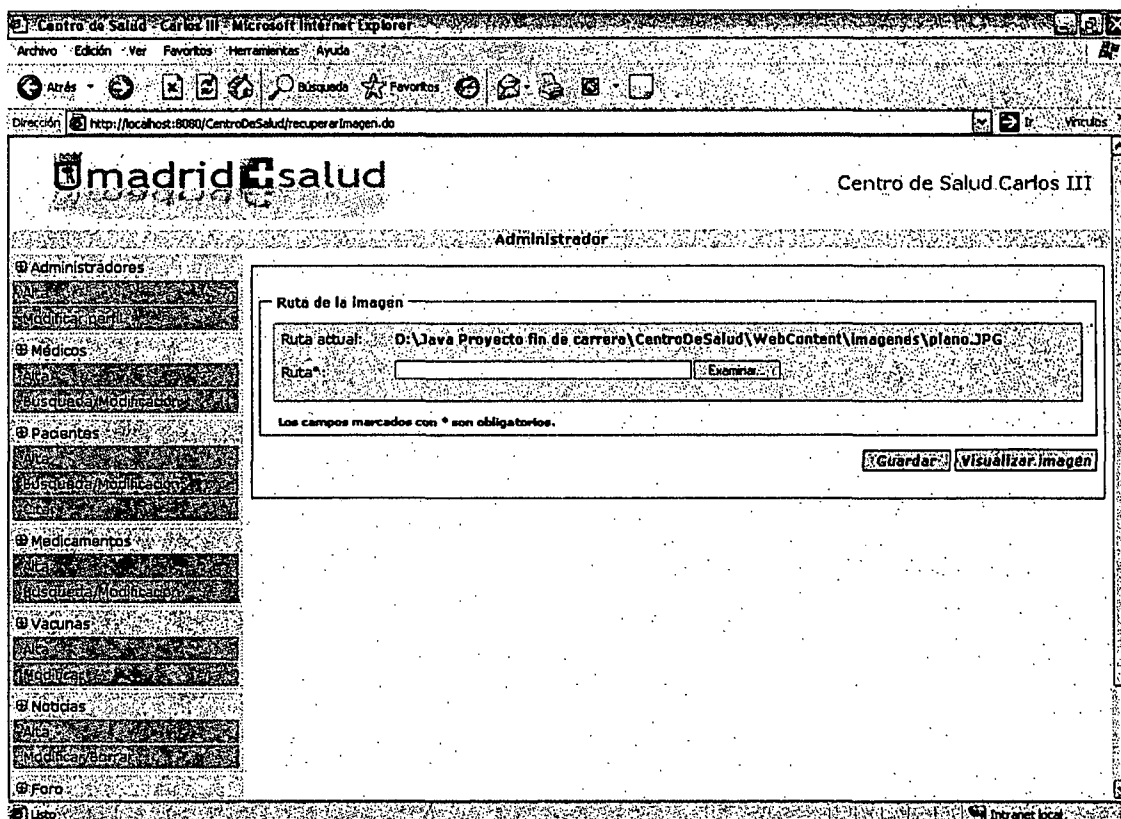 Centro de Salud - Carlos III - Microsoft Internet Explorer
Archivo Edición Ver Favoritos Herramientas Ayuda
Atrás Búsqueda Favoritos
Dirección http://localhost:8080/CentroDeSalud/recuperarImagen.do Ir Vínculos
madrid salud
Centro de Salud Carlos III
Administrador
Administradores
Alta
Modificar perfil
Médicos
Alta
Búsqueda/Modificación
Pacientes
Alta
Búsqueda/Modificación
Citar
Medicamentos
Alta
Búsqueda/Modificación
Vacunas
Alta
Modificar
Noticias
Alta
Modificar/Borrar
Foro
Ruta de la imagen
Ruta actual: D:\Java Proyecto fin de carrera\CentroDeSalud\WebContent\imagenes\plano.JPG
Ruta*: Examinar...
Los campos marcados con * son obligatorios.
Guardar Visualizar imagen
Listo Intranet local